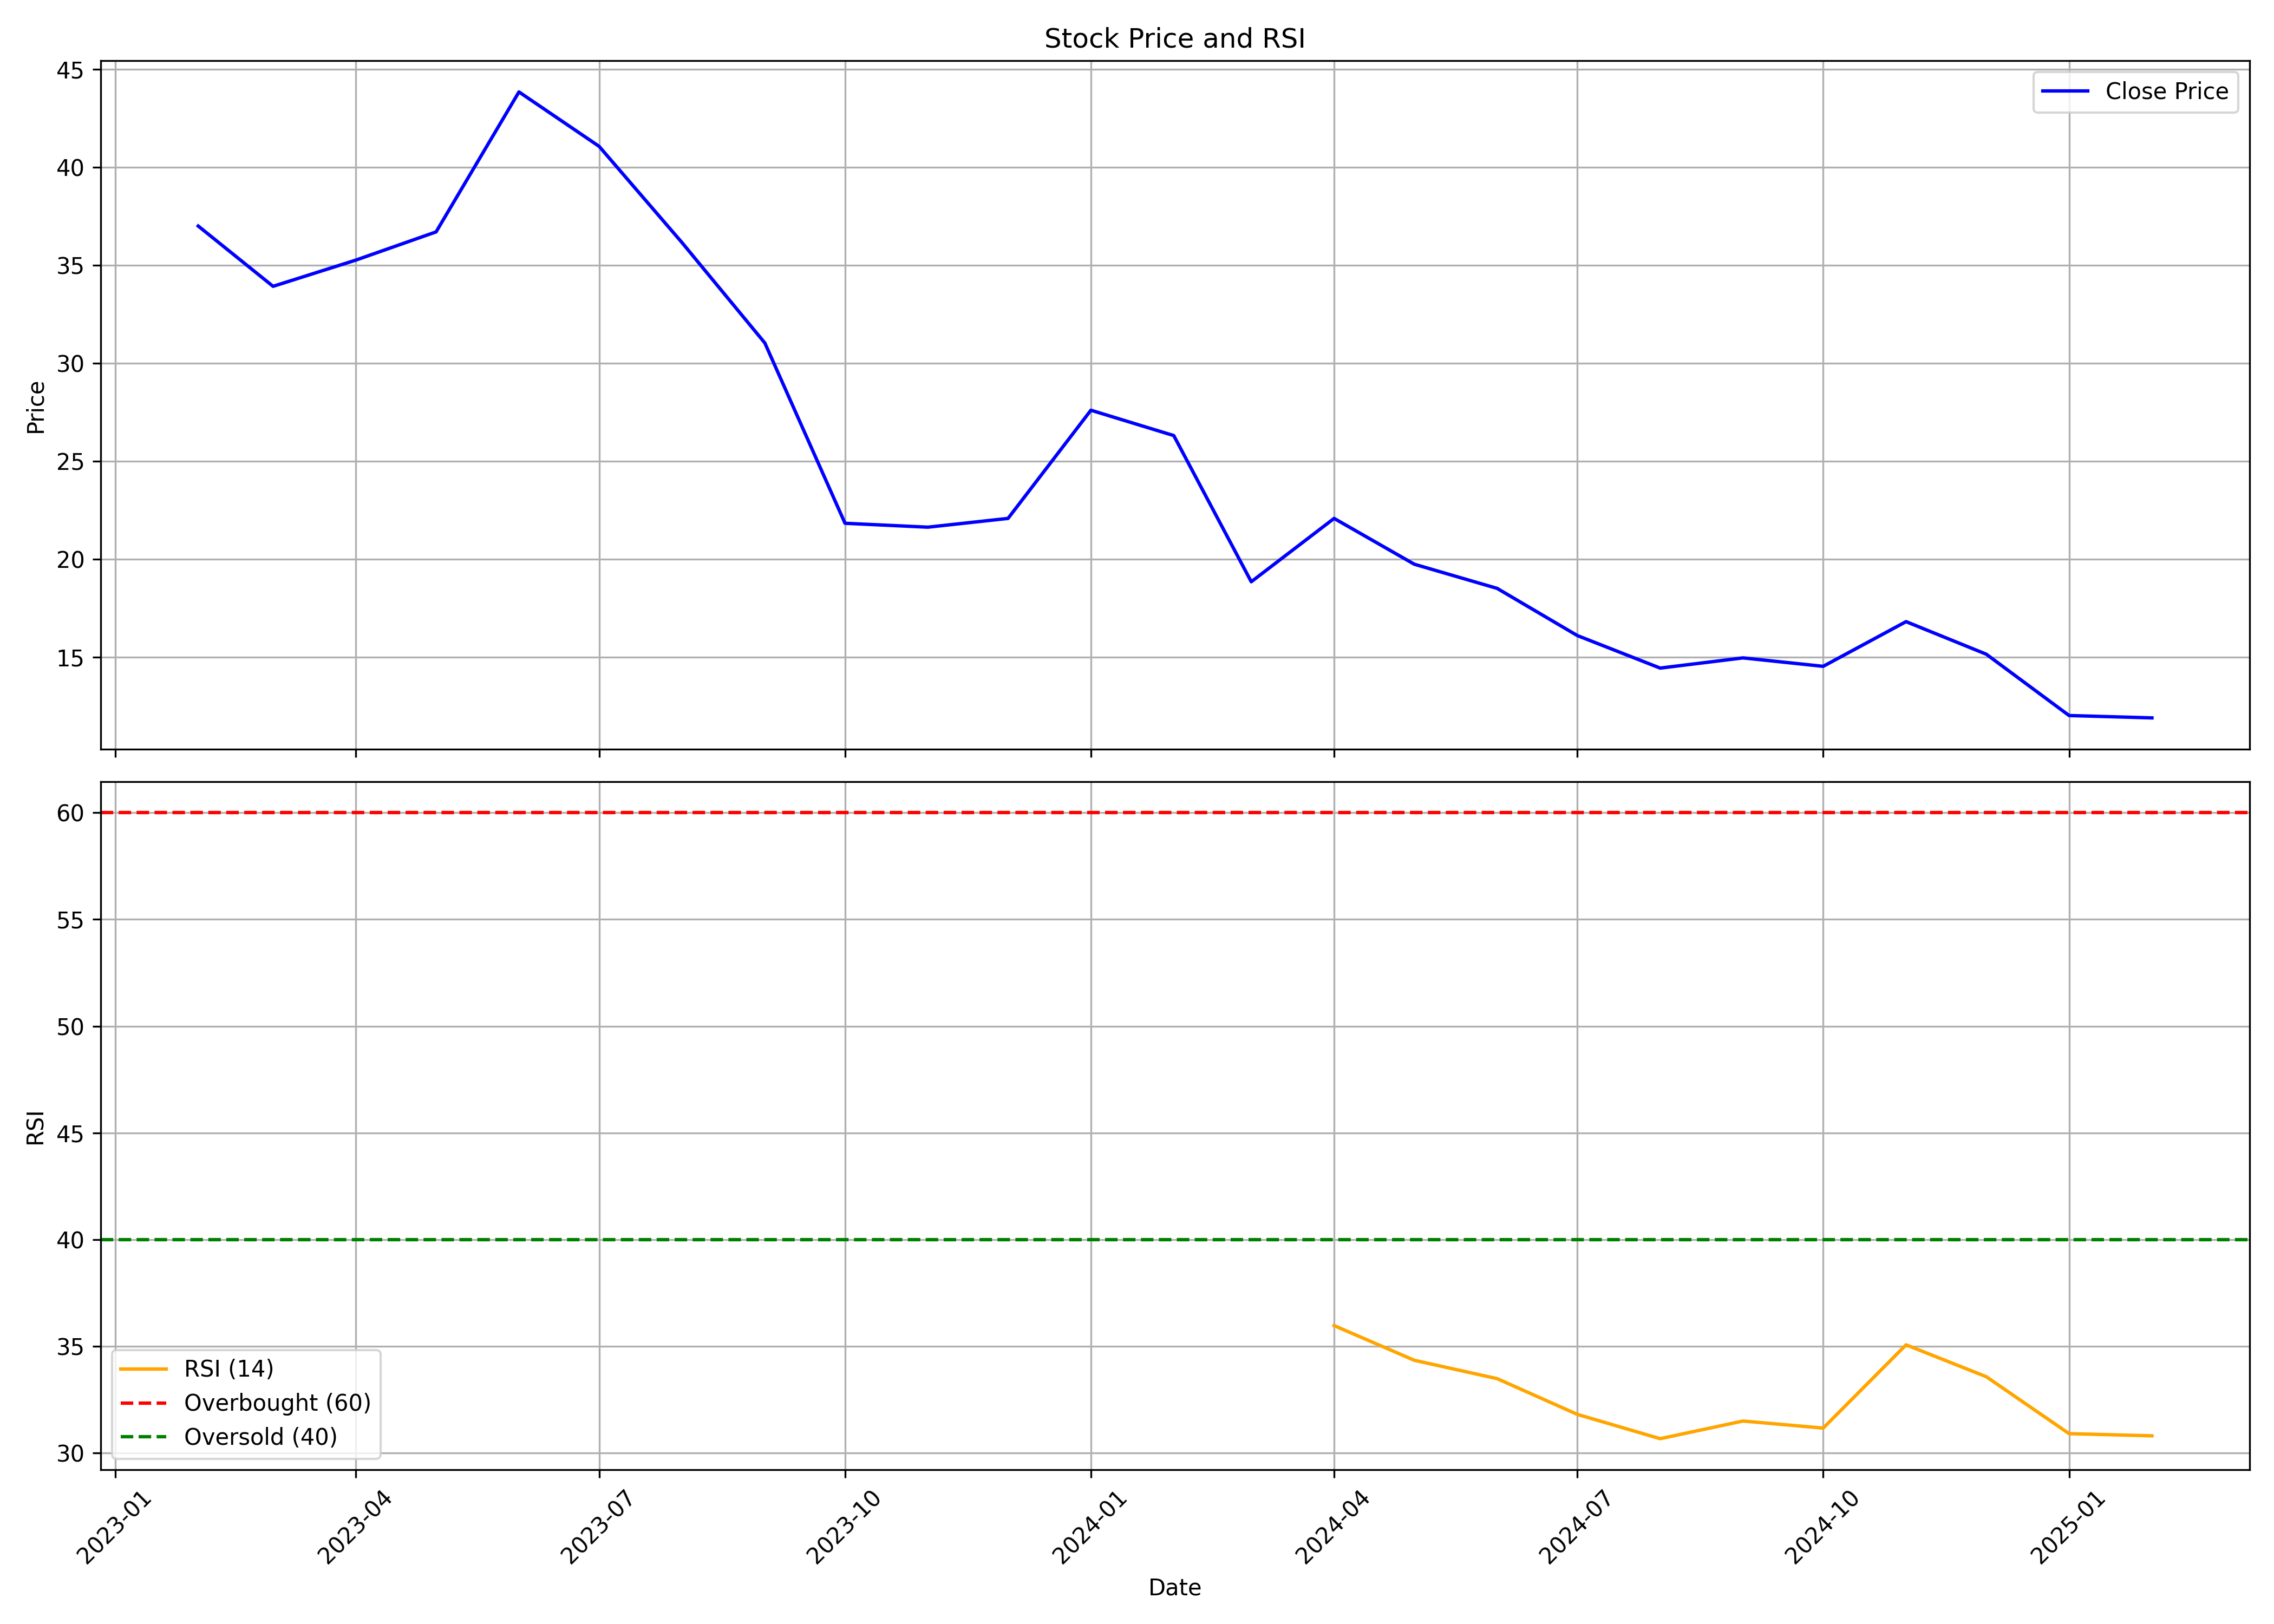 Stock Price and RSI
45
40
35
30
25
20
15
Price
Close Price
60
55
50
45
40
35
30
RSI
RSI (14)
Overbought (60)
Oversold (40)
2023-01
2023-04
2023-07
2023-10
2024-01
2024-04
2024-07
2024-10
2025-01
Date